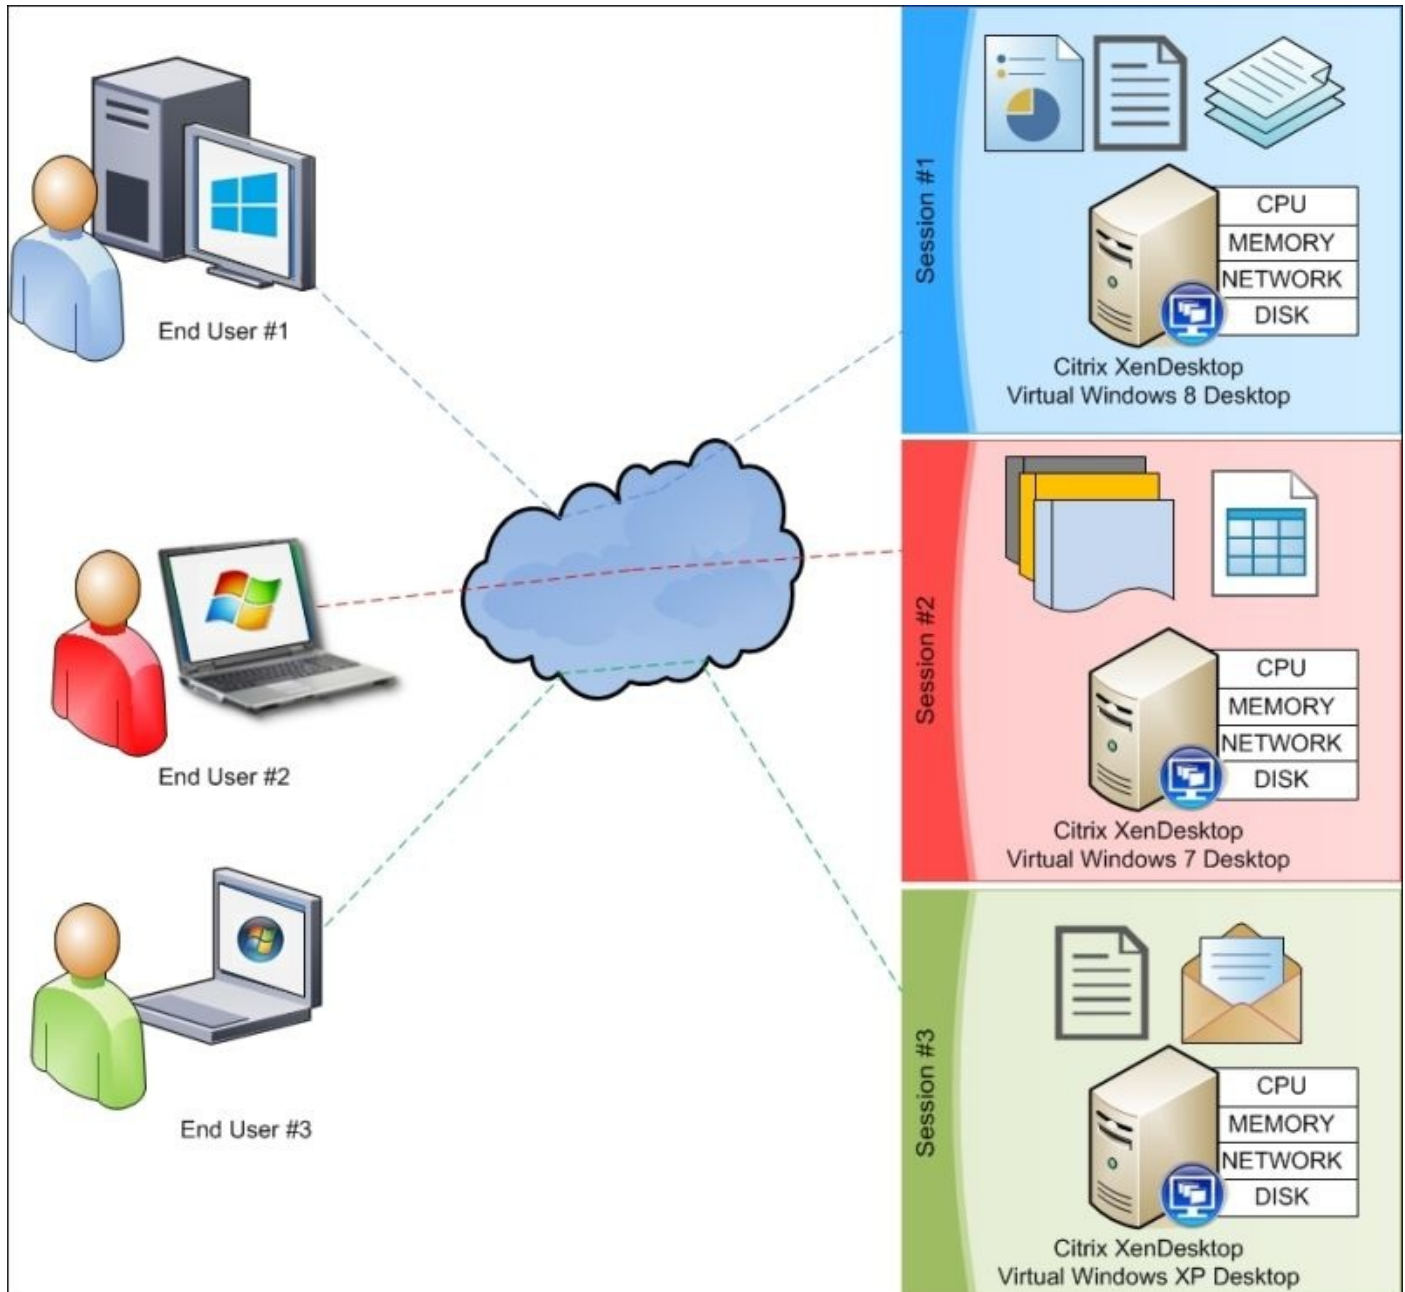 End User #1
End User #2
End User #3
Session #1
CPU
MEMORY
NETWORK
DISK
Citrix XenDesktop
Virtual Windows 8 Desktop
Session #2
CPU
MEMORY
NETWORK
DISK
Citrix XenDesktop
Virtual Windows 7 Desktop
Session #3
CPU
MEMORY
NETWORK
DISK
Citrix XenDesktop
Virtual Windows XP Desktop